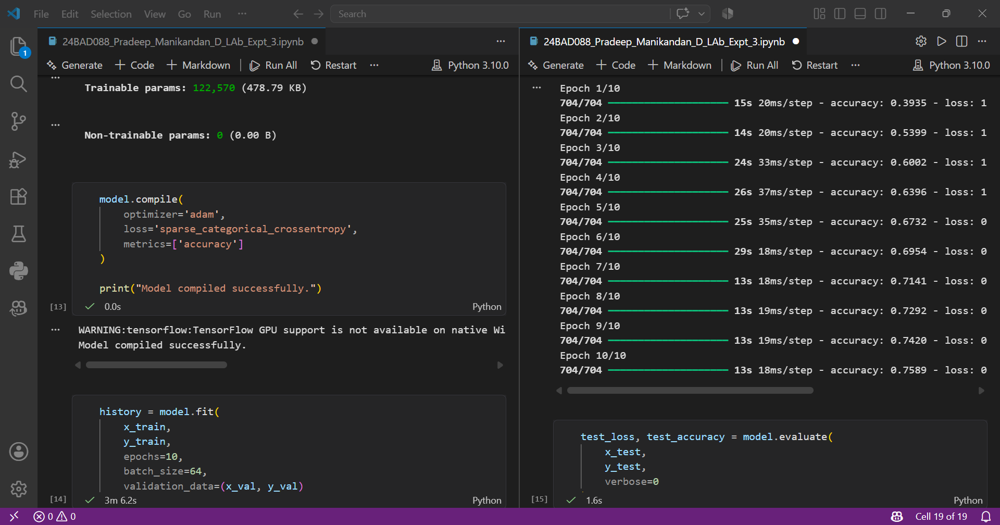 File Edit Selection View Go Run ··· Search
24BAD088_Pradeep_Manikandan_D_LAb_Expt_3.ipynb
Generate + Code + Markdown Run All Restart ··· Python 3.10.0
Trainable params: 122,570 (478.79 KB)
Non-trainable params: 0 (0.00 B)
model.compile(
optimizer='adam',
loss='sparse_categorical_crossentropy',
metrics=['accuracy']
)
print("Model compiled successfully.")
[13] 0.0s Python
WARNING:tensorflow:TensorFlow GPU support is not available on native Wi
Model compiled successfully.
history = model.fit(
x_train,
y_train,
epochs=10,
batch_size=64,
validation_data=(x_val, y_val)
[14] 3m 6.2s Python
24BAD088_Pradeep_Manikandan_D_LAb_Expt_3.ipynb
Generate + Code + Markdown Run All Restart ··· Python 3.10.0
Epoch 1/10
704/704 15s 20ms/step - accuracy: 0.3935 - loss: 1
Epoch 2/10
704/704 14s 20ms/step - accuracy: 0.5399 - loss: 1
Epoch 3/10
704/704 24s 33ms/step - accuracy: 0.6002 - loss: 1
Epoch 4/10
704/704 26s 37ms/step - accuracy: 0.6396 - loss: 1
Epoch 5/10
704/704 25s 35ms/step - accuracy: 0.6732 - loss: 0
Epoch 6/10
704/704 29s 18ms/step - accuracy: 0.6954 - loss: 0
Epoch 7/10
704/704 13s 18ms/step - accuracy: 0.7141 - loss: 0
Epoch 8/10
704/704 13s 19ms/step - accuracy: 0.7292 - loss: 0
Epoch 9/10
704/704 13s 19ms/step - accuracy: 0.7420 - loss: 0
Epoch 10/10
704/704 13s 18ms/step - accuracy: 0.7589 - loss: 0
test_loss, test_accuracy = model.evaluate(
x_test,
y_test,
verbose=0
[15] 1.6s Python
1
0 0 Cell 19 of 19